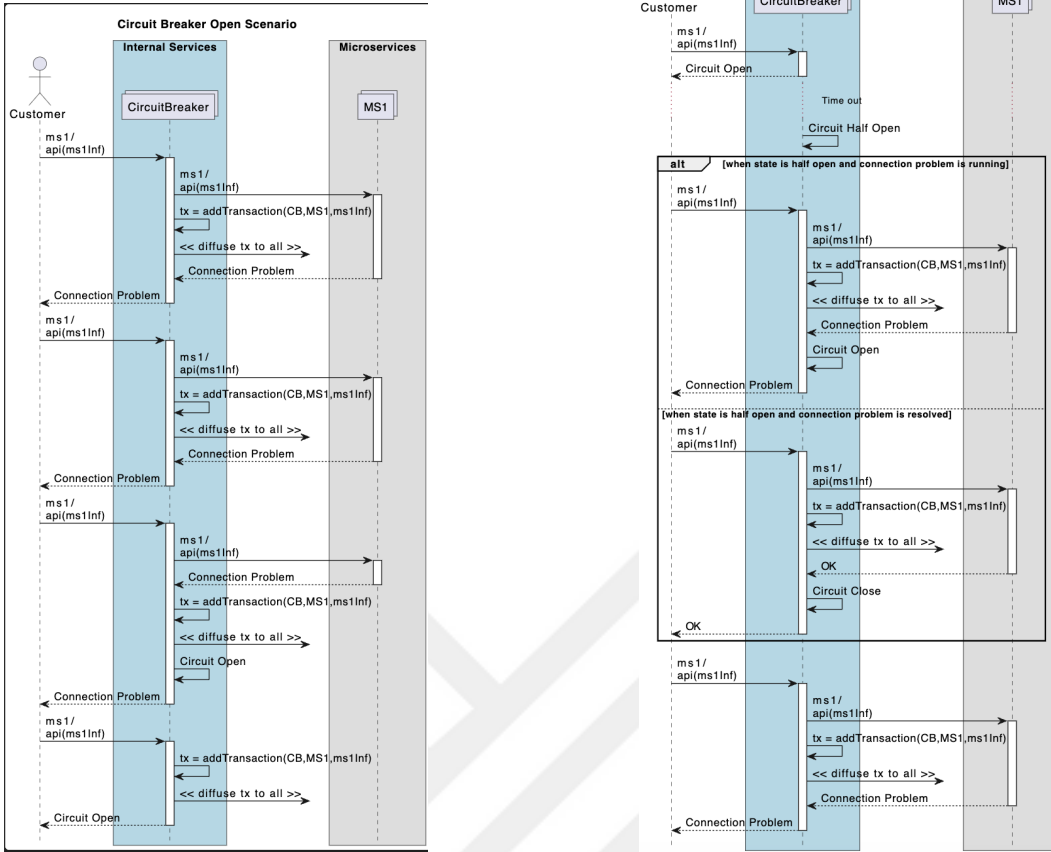 Circuit Breaker Open Scenario
Internal Services
Microservices
CircuitBreaker
MS1
Customer
ms1/
api(ms1Inf)
ms1/
api(ms1Inf)
tx = addTransaction(CB,MS1,ms1Inf)
<< diffuse tx to all >>
Connection Problem
Connection Problem
ms1/
api(ms1Inf)
ms1/
api(ms1Inf)
tx = addTransaction(CB,MS1,ms1Inf)
<< diffuse tx to all >>
Connection Problem
Connection Problem
ms1/
api(ms1Inf)
ms1/
api(ms1Inf)
Connection Problem
tx = addTransaction(CB,MS1,ms1Inf)
<< diffuse tx to all >>
Circuit Open
Connection Problem
ms1/
api(ms1Inf)
tx = addTransaction(CB,MS1,ms1Inf)
<< diffuse tx to all >>
Circuit Open
Customer
CircuitBreaker
MS1
ms1/
api(ms1Inf)
Circuit Open
Time out
Circuit Half Open
alt
[when state is half open and connection problem is running]
ms1/
api(ms1Inf)
ms1/
api(ms1Inf)
tx = addTransaction(CB,MS1,ms1Inf)
<< diffuse tx to all >>
Connection Problem
Circuit Open
Connection Problem
[when state is half open and connection problem is resolved]
ms1/
api(ms1Inf)
ms1/
api(ms1Inf)
tx = addTransaction(CB,MS1,ms1Inf)
<< diffuse tx to all >>
OK
Circuit Close
OK
ms1/
api(ms1Inf)
ms1/
api(ms1Inf)
tx = addTransaction(CB,MS1,ms1Inf)
<< diffuse tx to all >>
Connection Problem
Connection Problem